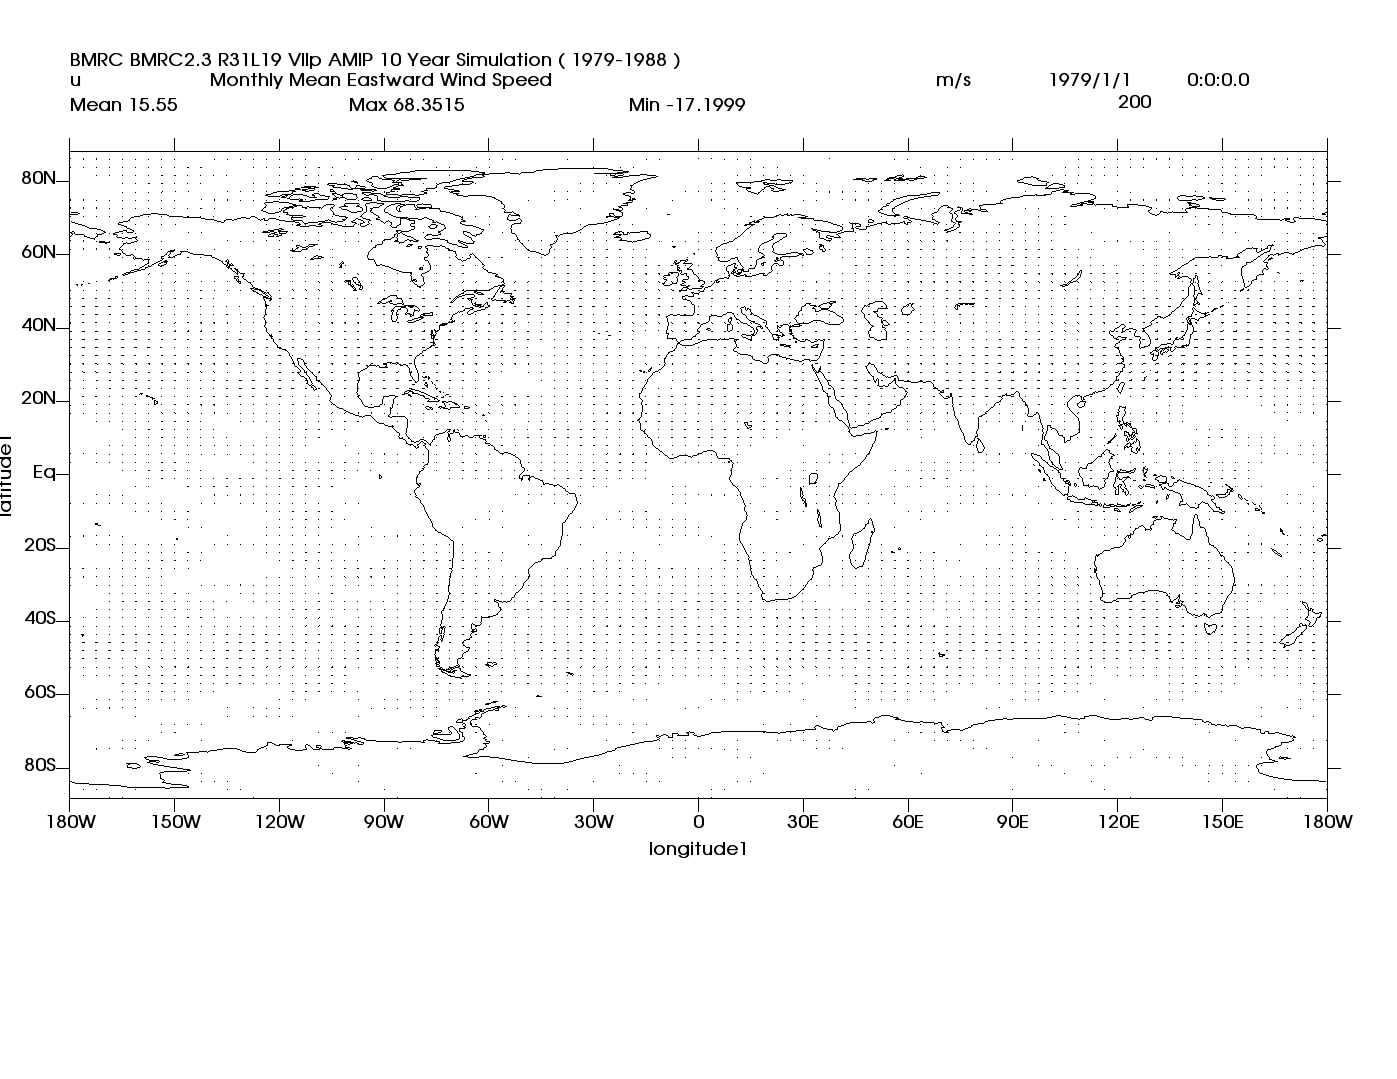 BMRC BMRC2.3 R31L19 VIIp AMIP 10 Year Simulation ( 1979-1988 )
u Monthly Mean Eastward Wind Speed m/s 1979/1/1 0:0:0.0
Mean 15.55 Max 68.3515 Min -17.1999 200
80N
60N
40N
20N
Eq
20S
40S
60S
80S
latitude1
180W 150W 120W 90W 60W 30W 0 30E 60E 90E 120E 150E 180W
longitude1